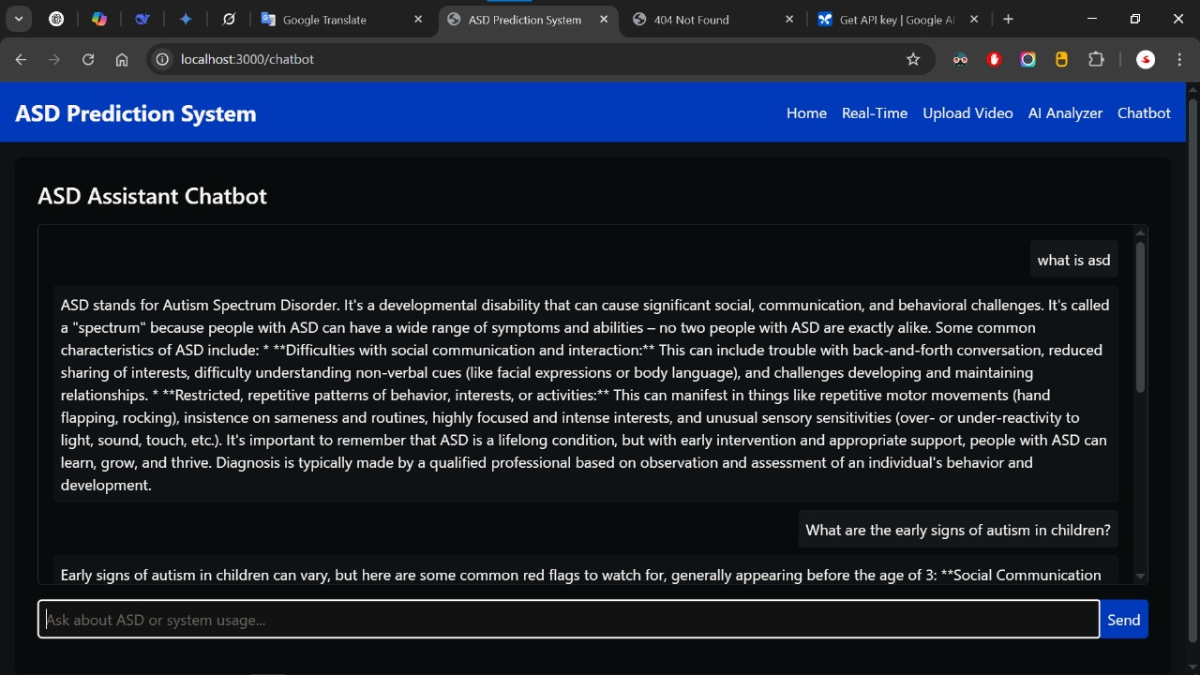 Google Translate
ASD Prediction System
404 Not Found
Get API key | Google AI
localhost:3000/chatbot
ASD Prediction System
Home
Real-Time
Upload Video
AI Analyzer
Chatbot
ASD Assistant Chatbot
what is asd
ASD stands for Autism Spectrum Disorder. It's a developmental disability that can cause significant social, communication, and behavioral challenges. It's called
a "spectrum" because people with ASD can have a wide range of symptoms and abilities – no two people with ASD are exactly alike. Some common
characteristics of ASD include: * **Difficulties with social communication and interaction:** This can include trouble with back-and-forth conversation, reduced
sharing of interests, difficulty understanding non-verbal cues (like facial expressions or body language), and challenges developing and maintaining
relationships. * **Restricted, repetitive patterns of behavior, interests, or activities:** This can manifest in things like repetitive motor movements (hand
flapping, rocking), insistence on sameness and routines, highly focused and intense interests, and unusual sensory sensitivities (over- or under-reactivity to
light, sound, touch, etc.). It's important to remember that ASD is a lifelong condition, but with early intervention and appropriate support, people with ASD can
learn, grow, and thrive. Diagnosis is typically made by a qualified professional based on observation and assessment of an individual's behavior and
development.
What are the early signs of autism in children?
Early signs of autism in children can vary, but here are some common red flags to watch for, generally appearing before the age of 3: **Social Communication
Ask about ASD or system usage...
Send